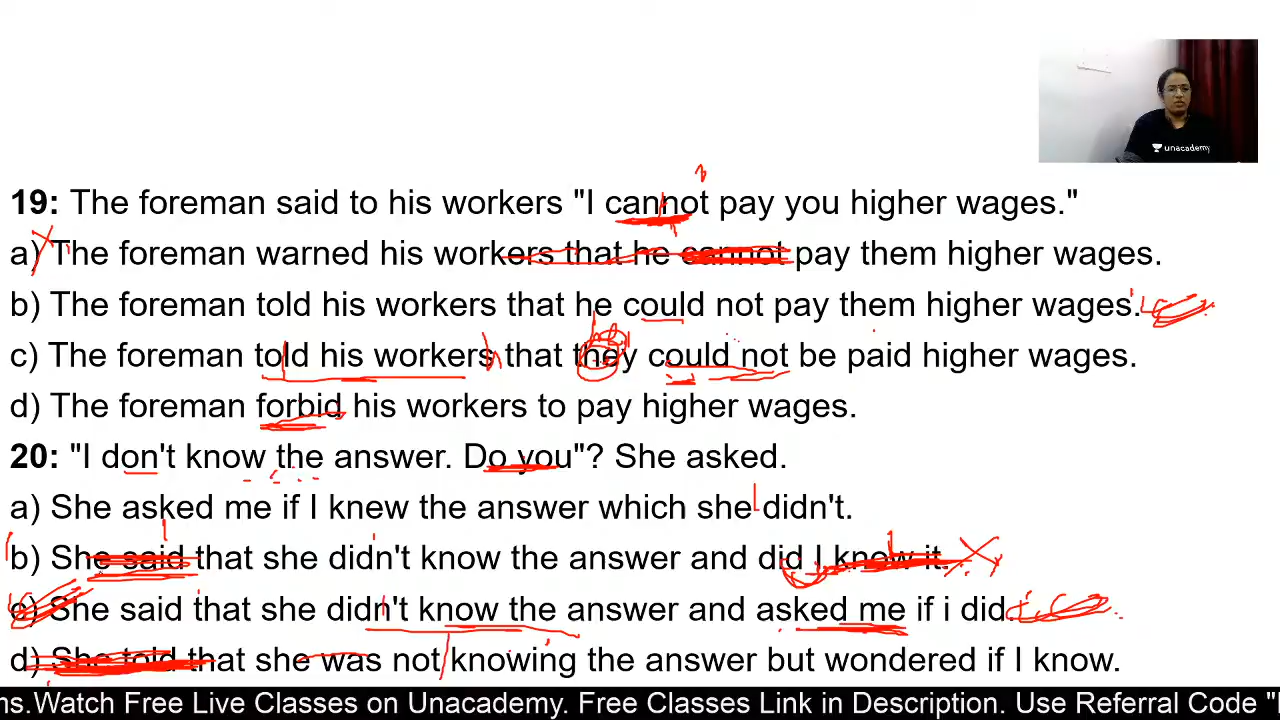 unacademy
19: The foreman said to his workers "I cannot pay you higher wages."
a) The foreman warned his workers that he cannot pay them higher wages.
b) The foreman told his workers that he could not pay them higher wages.
c) The foreman told his workers that they could not be paid higher wages.
d) The foreman forbid his workers to pay higher wages.
20: "I don't know the answer. Do you"? She asked.
a) She asked me if I knew the answer which she didn't.
b) She said that she didn't know the answer and did I know it.
c) She said that she didn't know the answer and asked me if i did.
d) She told that she was not knowing the answer but wondered if I know.
ns.Watch Free Live Classes on Unacademy. Free Classes Link in Description. Use Referral Code "